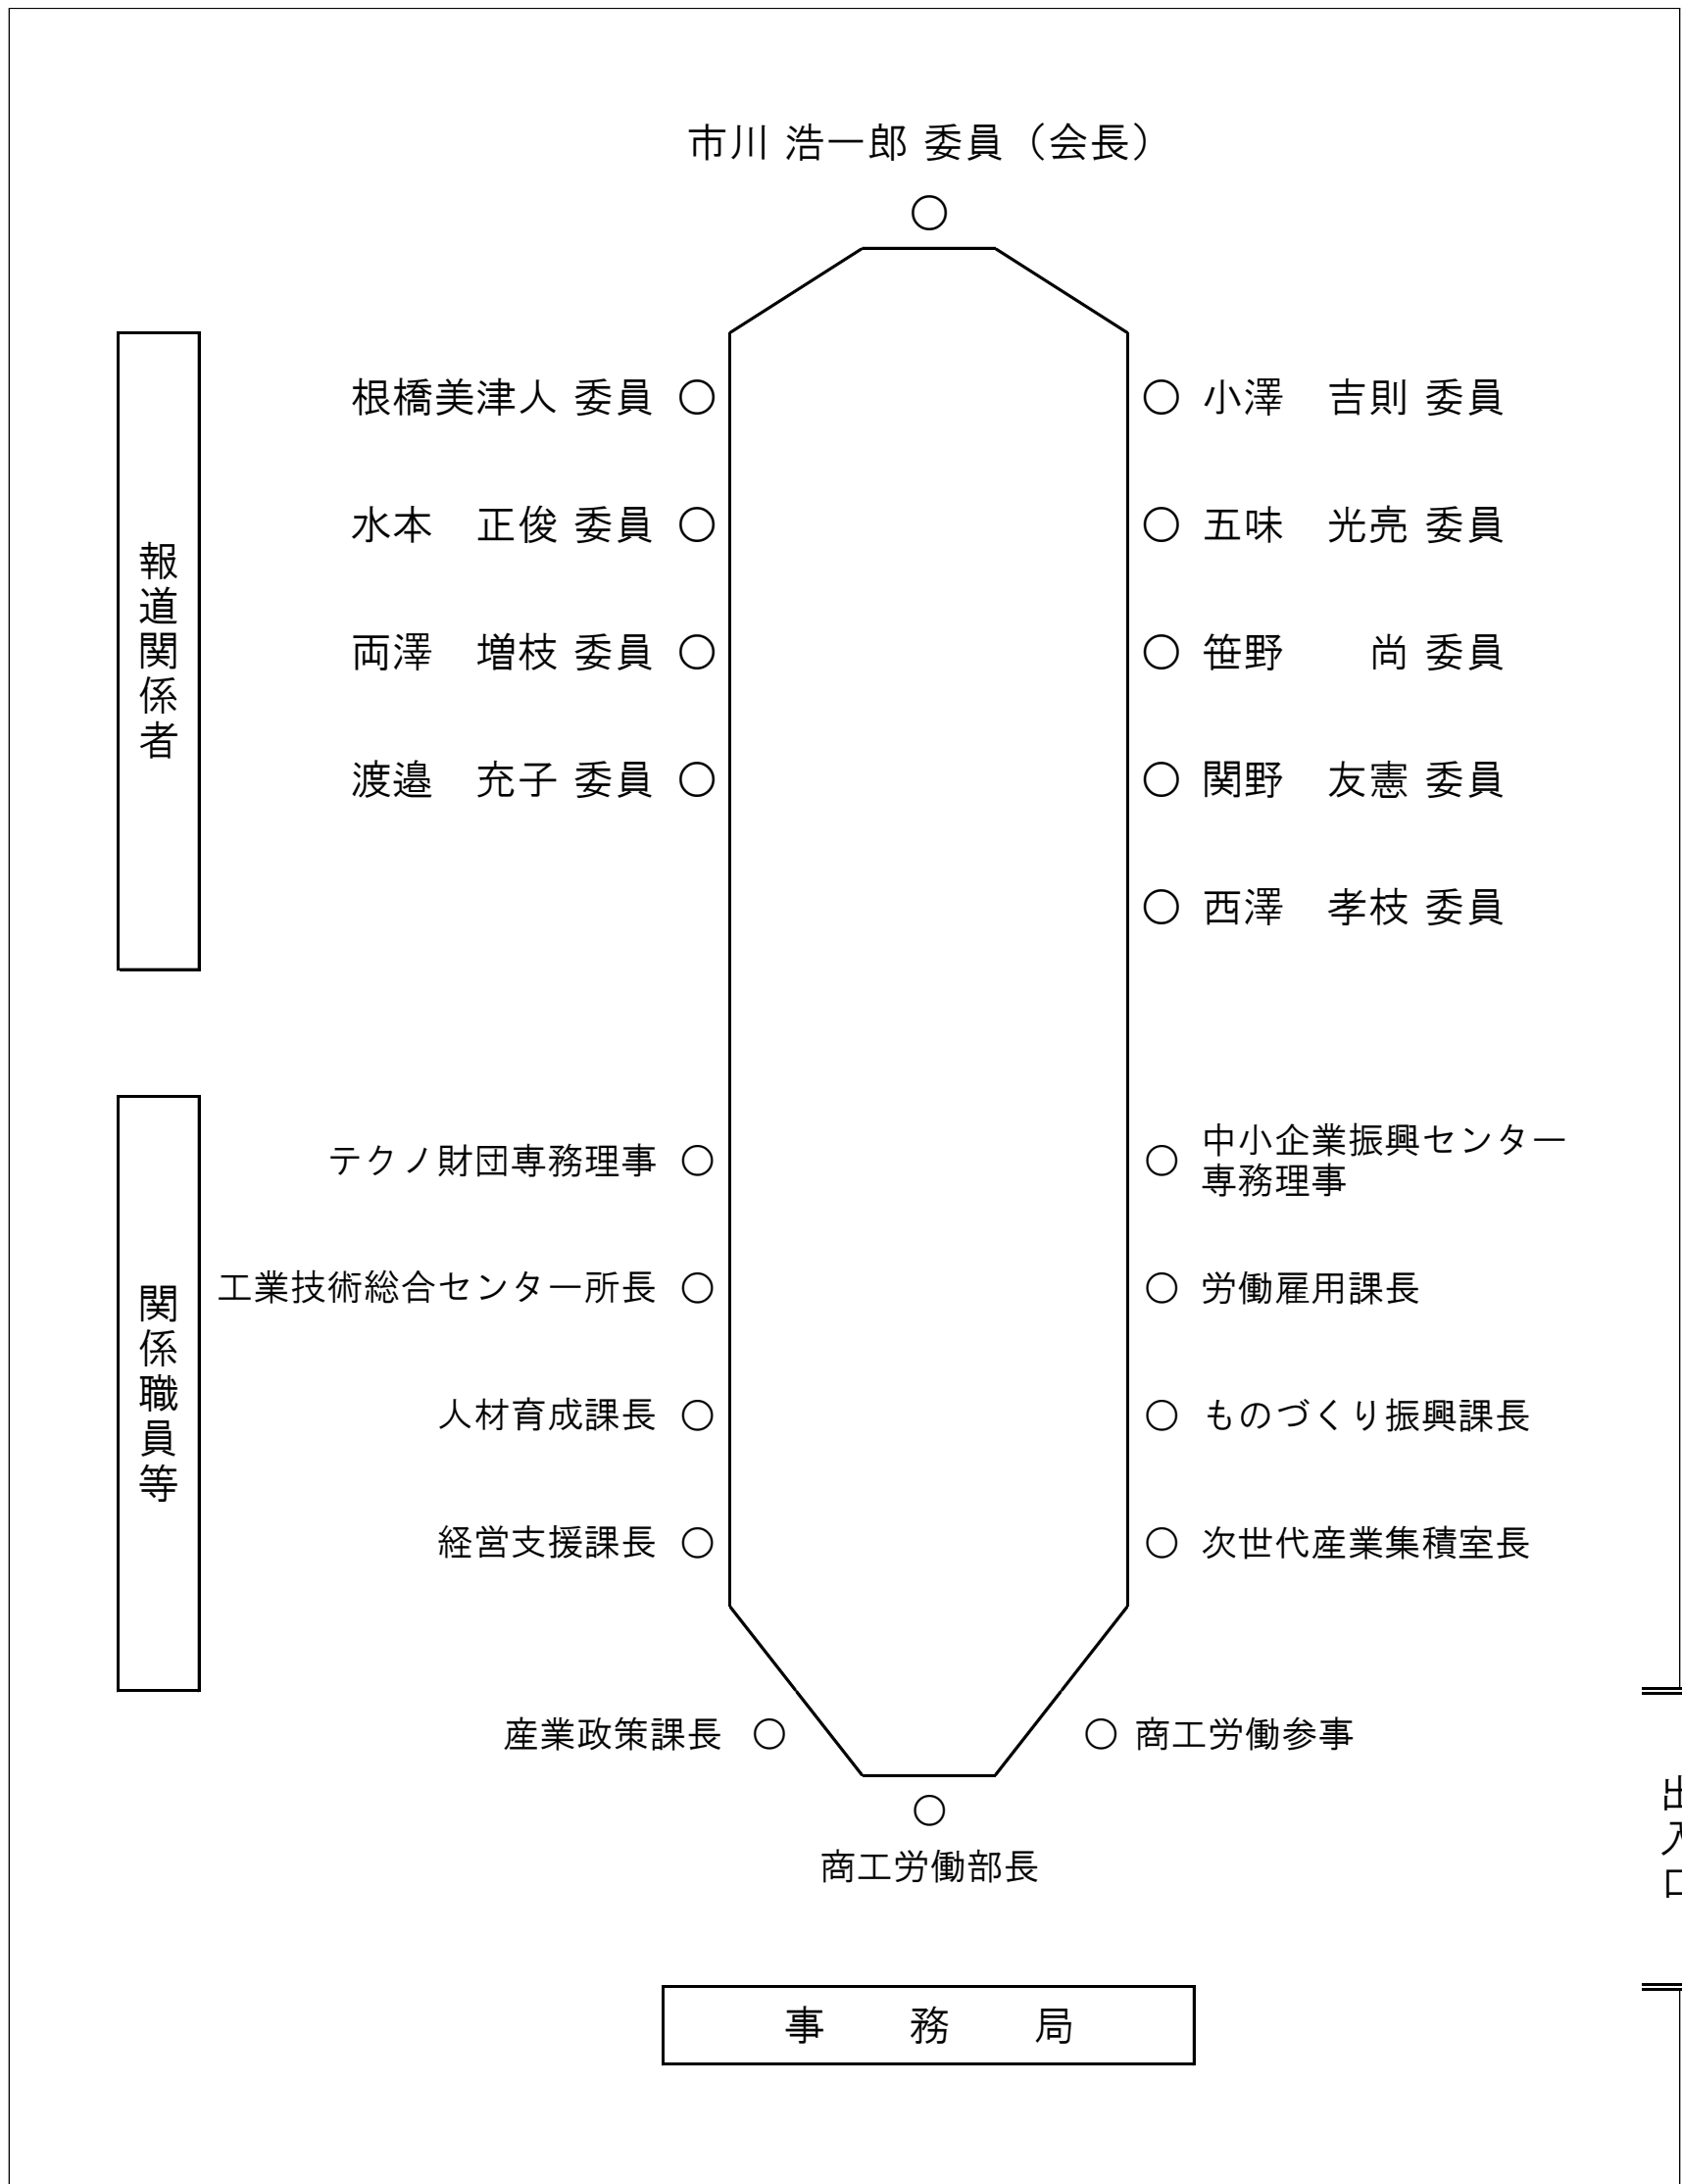 市川 浩一郎 委員（会長）
○
根橋美津人 委員 ○
○ 小澤　吉則 委員
水本　正俊 委員 ○
○ 五味　光亮 委員
両澤　増枝 委員 ○
○ 笹野　　尚 委員
渡邉　充子 委員 ○
○ 関野　友憲 委員
○ 西澤　孝枝 委員
報道関係者
テクノ財団専務理事 ○
○ 中小企業振興センター
専務理事
工業技術総合センター所長 ○
○ 労働雇用課長
人材育成課長 ○
○ ものづくり振興課長
経営支援課長 ○
○ 次世代産業集積室長
関係職員等
産業政策課長 ○
○ 商工労働参事
○
商工労働部長
出入口
事　務　局